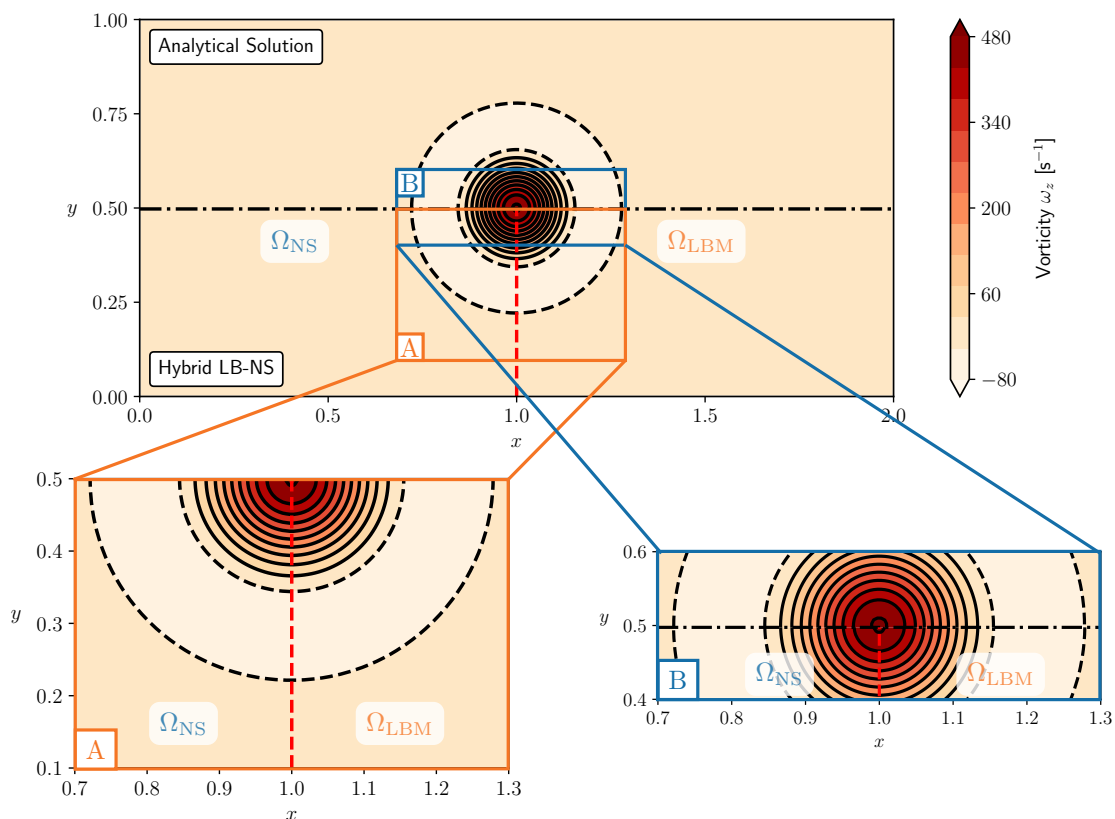 1.00
Analytical Solution
0.75
B
y
0.50
Ω_NS
Ω_LBM
0.25
A
Hybrid LB-NS
0.00
0.0
0.5
1.0
1.5
2.0
x
480
340
200
60
−80
Vorticity ω_z [s⁻¹]
0.5
0.4
y
0.3
0.2
0.1
Ω_NS
Ω_LBM
A
0.7
0.8
0.9
1.0
1.1
1.2
1.3
x
0.6
y
0.5
0.4
B
Ω_NS
Ω_LBM
0.7
0.8
0.9
1.0
1.1
1.2
1.3
x